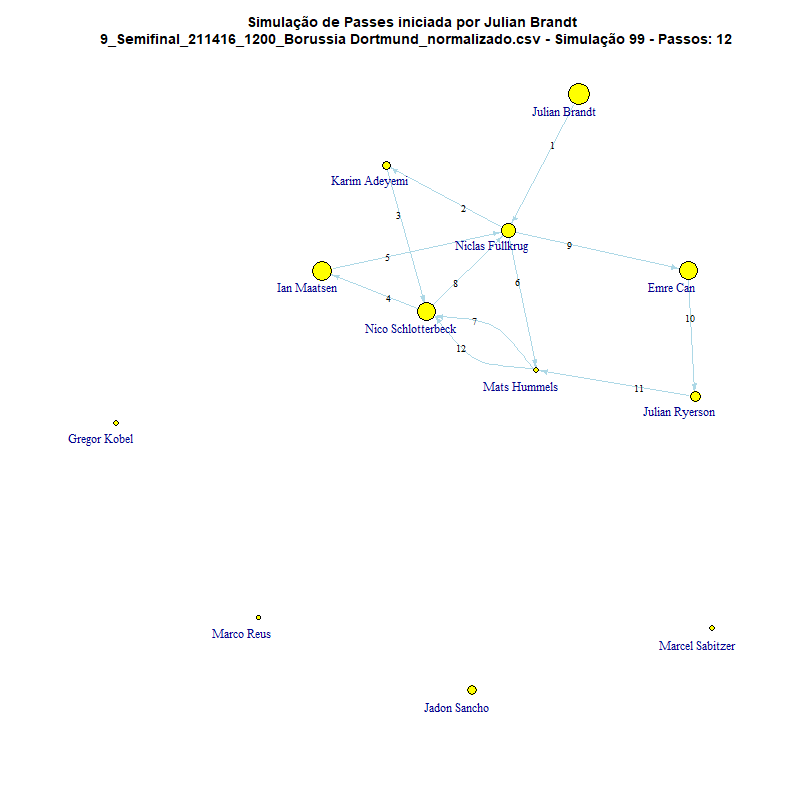 Simulação de Passes iniciada por Julian Brandt
9_Semifinal_211416_1200_Borussia Dortmund_normalizado.csv - Simulação 99 - Passos: 12
Julian Brandt
1
Karim Adeyemi
2
3
Niclas Fullkrug
9
5
Ian Maatsen
Emre Can
8
6
4
Nico Schlotterbeck
7
10
12
Mats Hummels
11
Julian Ryerson
Gregor Kobel
Marco Reus
Marcel Sabitzer
Jadon Sancho